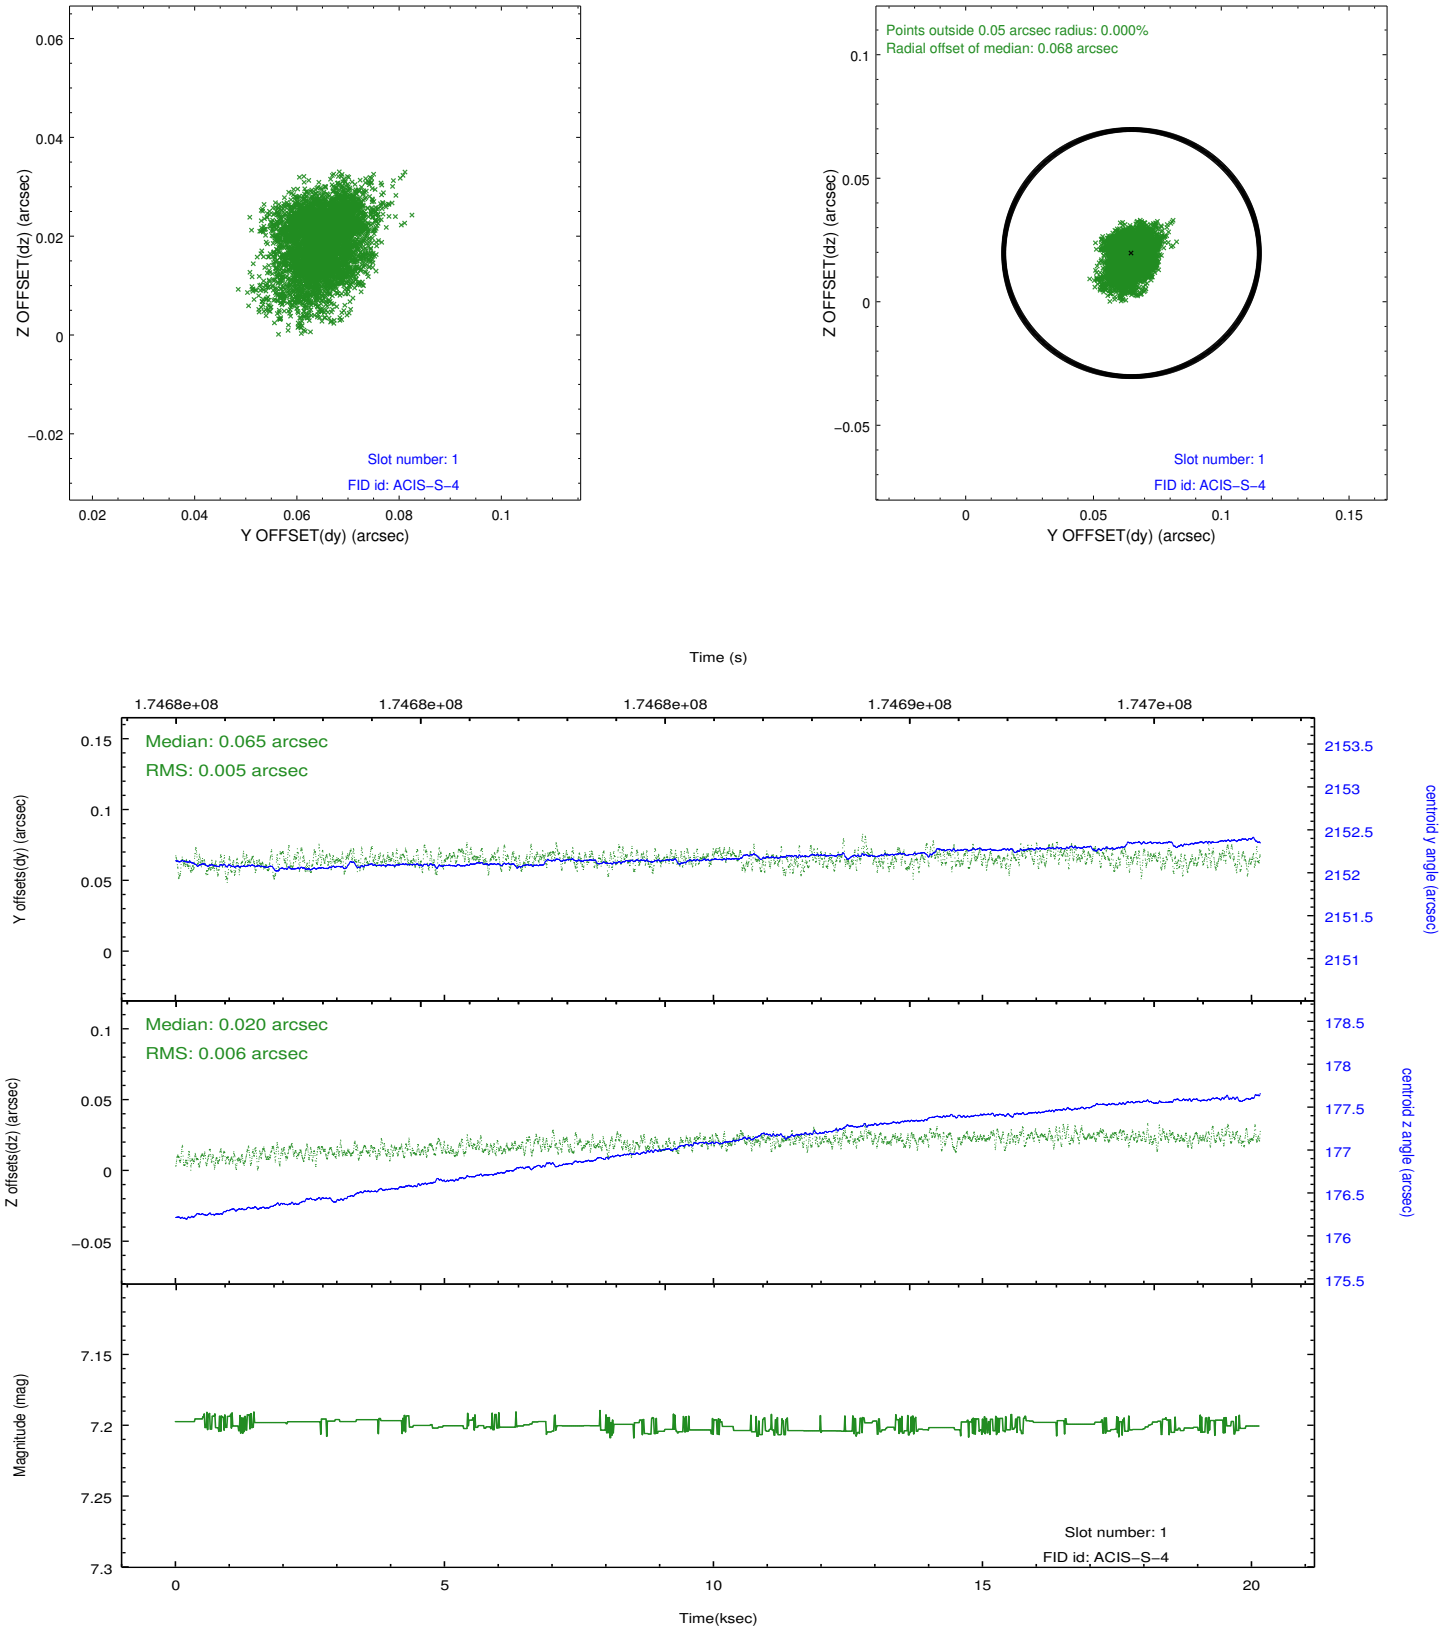 0.06
0.04
0.02
0
−0.02
Z OFFSET(dz) (arcsec)
Slot number: 1
FID id: ACIS−S−4
0.02 0.04 0.06 0.08 0.1
Y OFFSET(dy) (arcsec)
Points outside 0.05 arcsec radius: 0.000%
Radial offset of median: 0.068 arcsec
0.1
0.05
0
−0.05
Z OFFSET(dz) (arcsec)
Slot number: 1
FID id: ACIS−S−4
0 0.05 0.1 0.15
Y OFFSET(dy) (arcsec)
Time (s)
1.7468e+08 1.7468e+08 1.7468e+08 1.7469e+08 1.747e+08
Median: 0.065 arcsec
RMS: 0.005 arcsec
0.15
0.1
0.05
0
Y offsets(dy) (arcsec)
2153.5
2153
2152.5
2152
2151.5
2151
centroid y angle (arcsec)
Median: 0.020 arcsec
RMS: 0.006 arcsec
0.1
0.05
0
−0.05
Z offsets(dz) (arcsec)
178.5
178
177.5
177
176.5
176
175.5
centroid z angle (arcsec)
7.15
7.2
7.25
7.3
Magnitude (mag)
Slot number: 1
FID id: ACIS−S−4
0 5 10 15 20
Time(ksec)